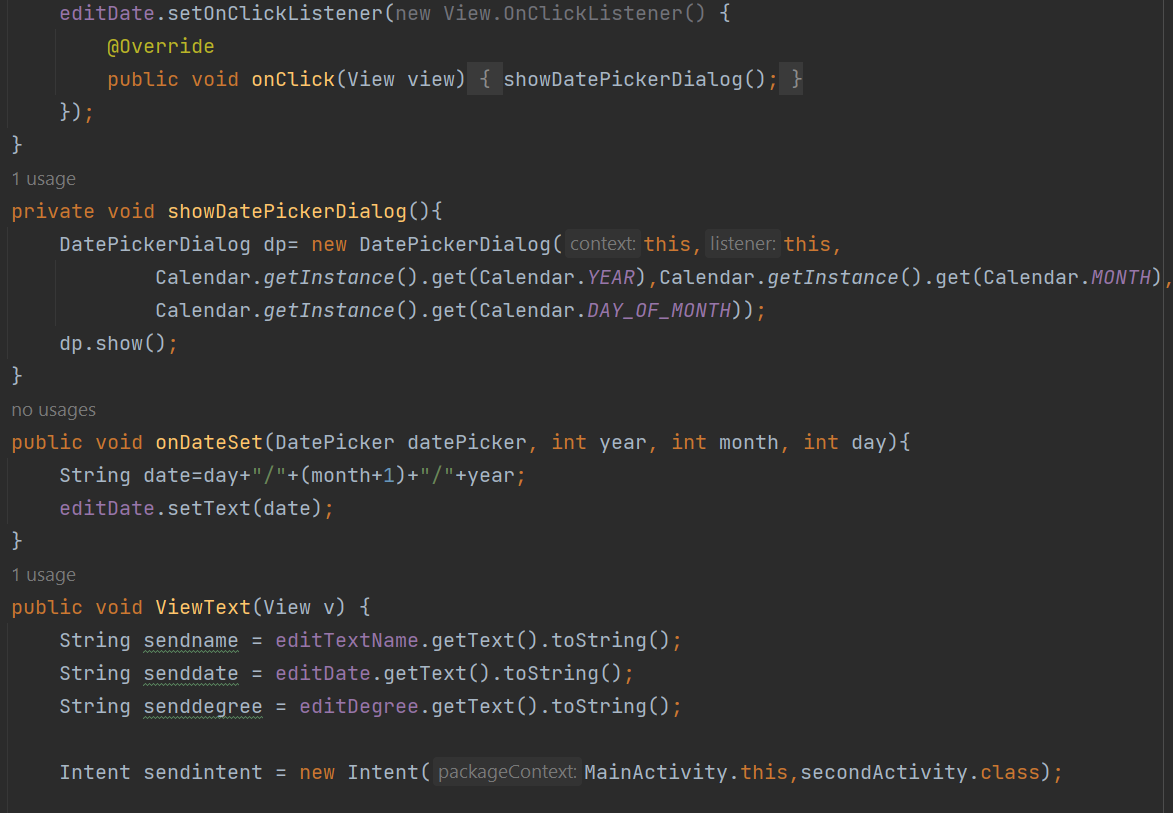 editDate.setOnClickListener(new View.OnClickListener() {
@Override
public void onClick(View view) { showDatePickerDialog(); }
});
}
1 usage
private void showDatePickerDialog(){
DatePickerDialog dp= new DatePickerDialog( context: this, listener: this,
Calendar.getInstance().get(Calendar.YEAR),Calendar.getInstance().get(Calendar.MONTH),
Calendar.getInstance().get(Calendar.DAY_OF_MONTH));
dp.show();
}
no usages
public void onDateSet(DatePicker datePicker, int year, int month, int day){
String date=day+"/"+(month+1)+"/"+year;
editDate.setText(date);
}
1 usage
public void ViewText(View v) {
String sendname = editTextName.getText().toString();
String senddate = editDate.getText().toString();
String senddegree = editDegree.getText().toString();
Intent sendintent = new Intent( packageContext: MainActivity.this,secondActivity.class);